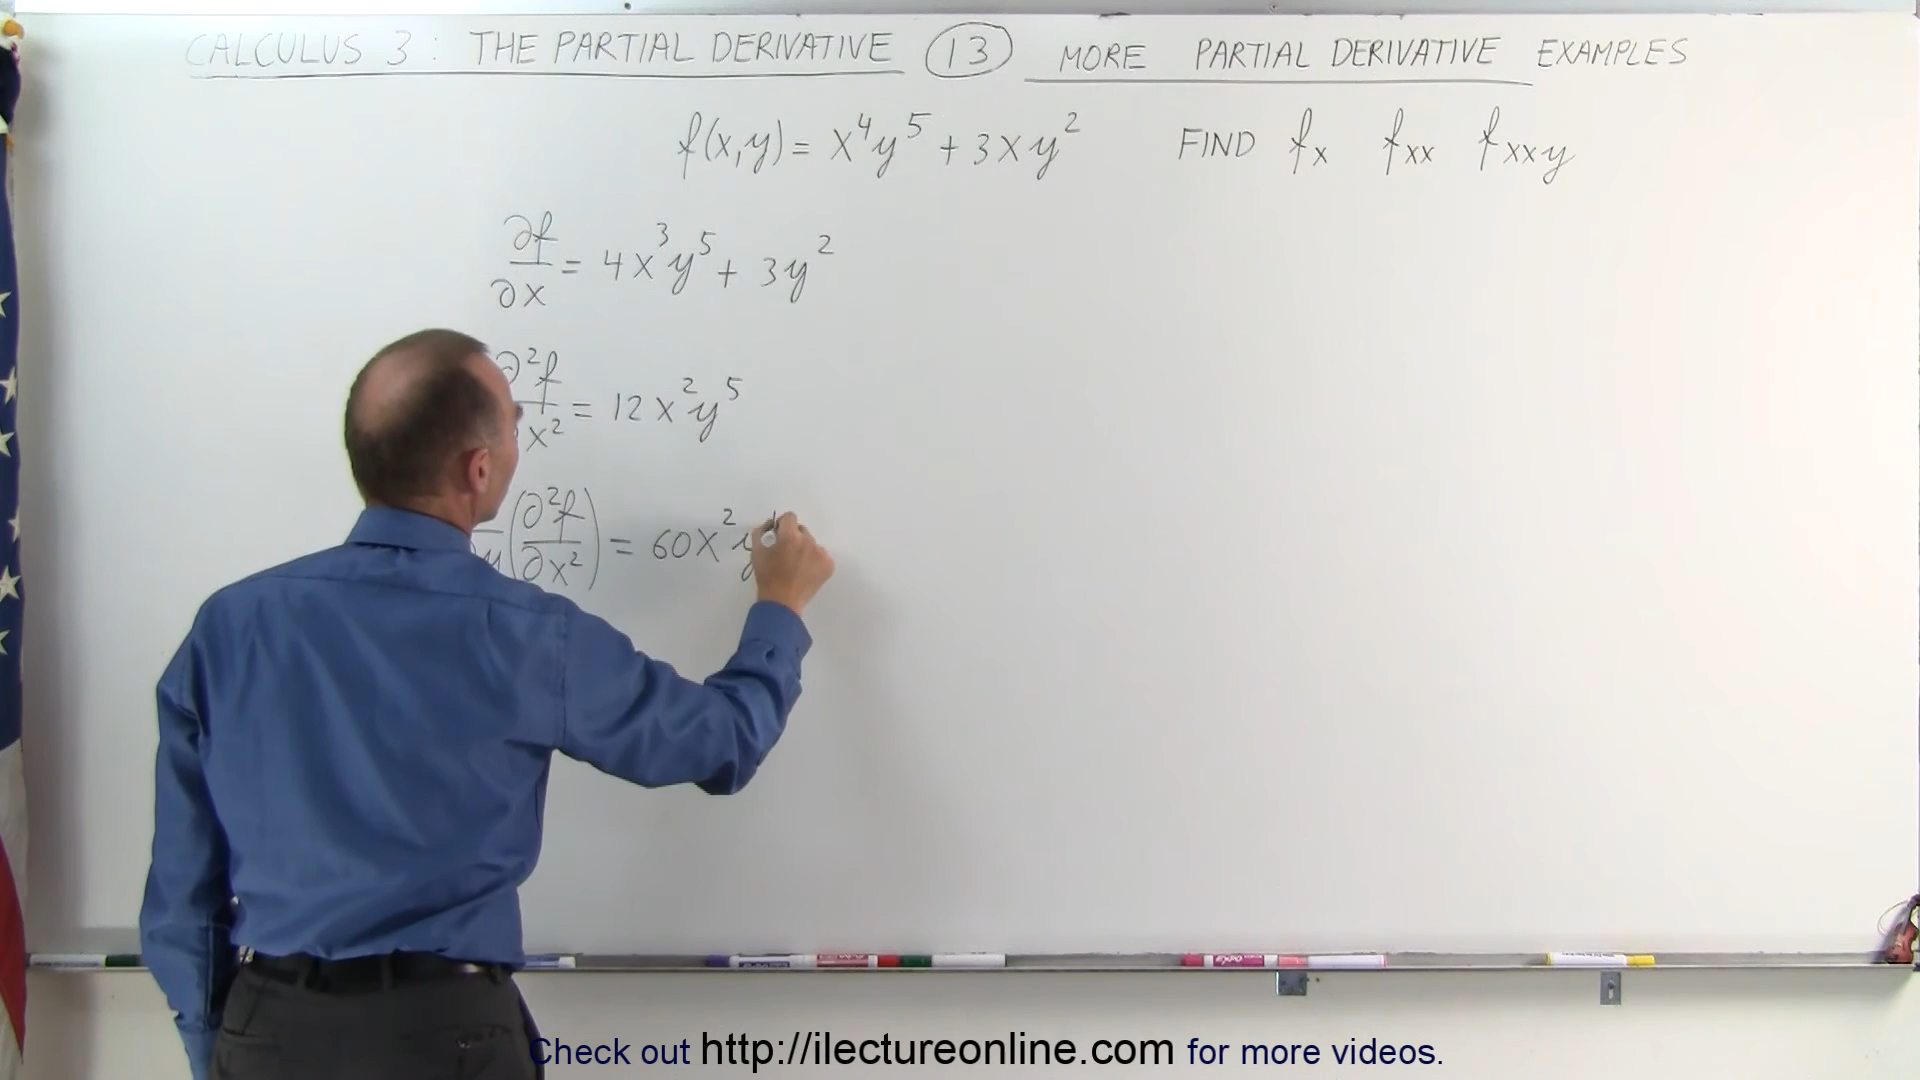 CALCULUS 3 : THE PARTIAL DERIVATIVE 13 MORE PARTIAL DERIVATIVE EXAMPLES
f(x,y) = x⁴y⁵ + 3xy² FIND fₓ fₓₓ fₓₓy
∂f/∂x = 4x³y⁵ + 3y²
∂²f/x² = 12x²y⁵
y(∂²f/∂x²) = 60x²y
Check out http://ilectureonline.com for more videos.